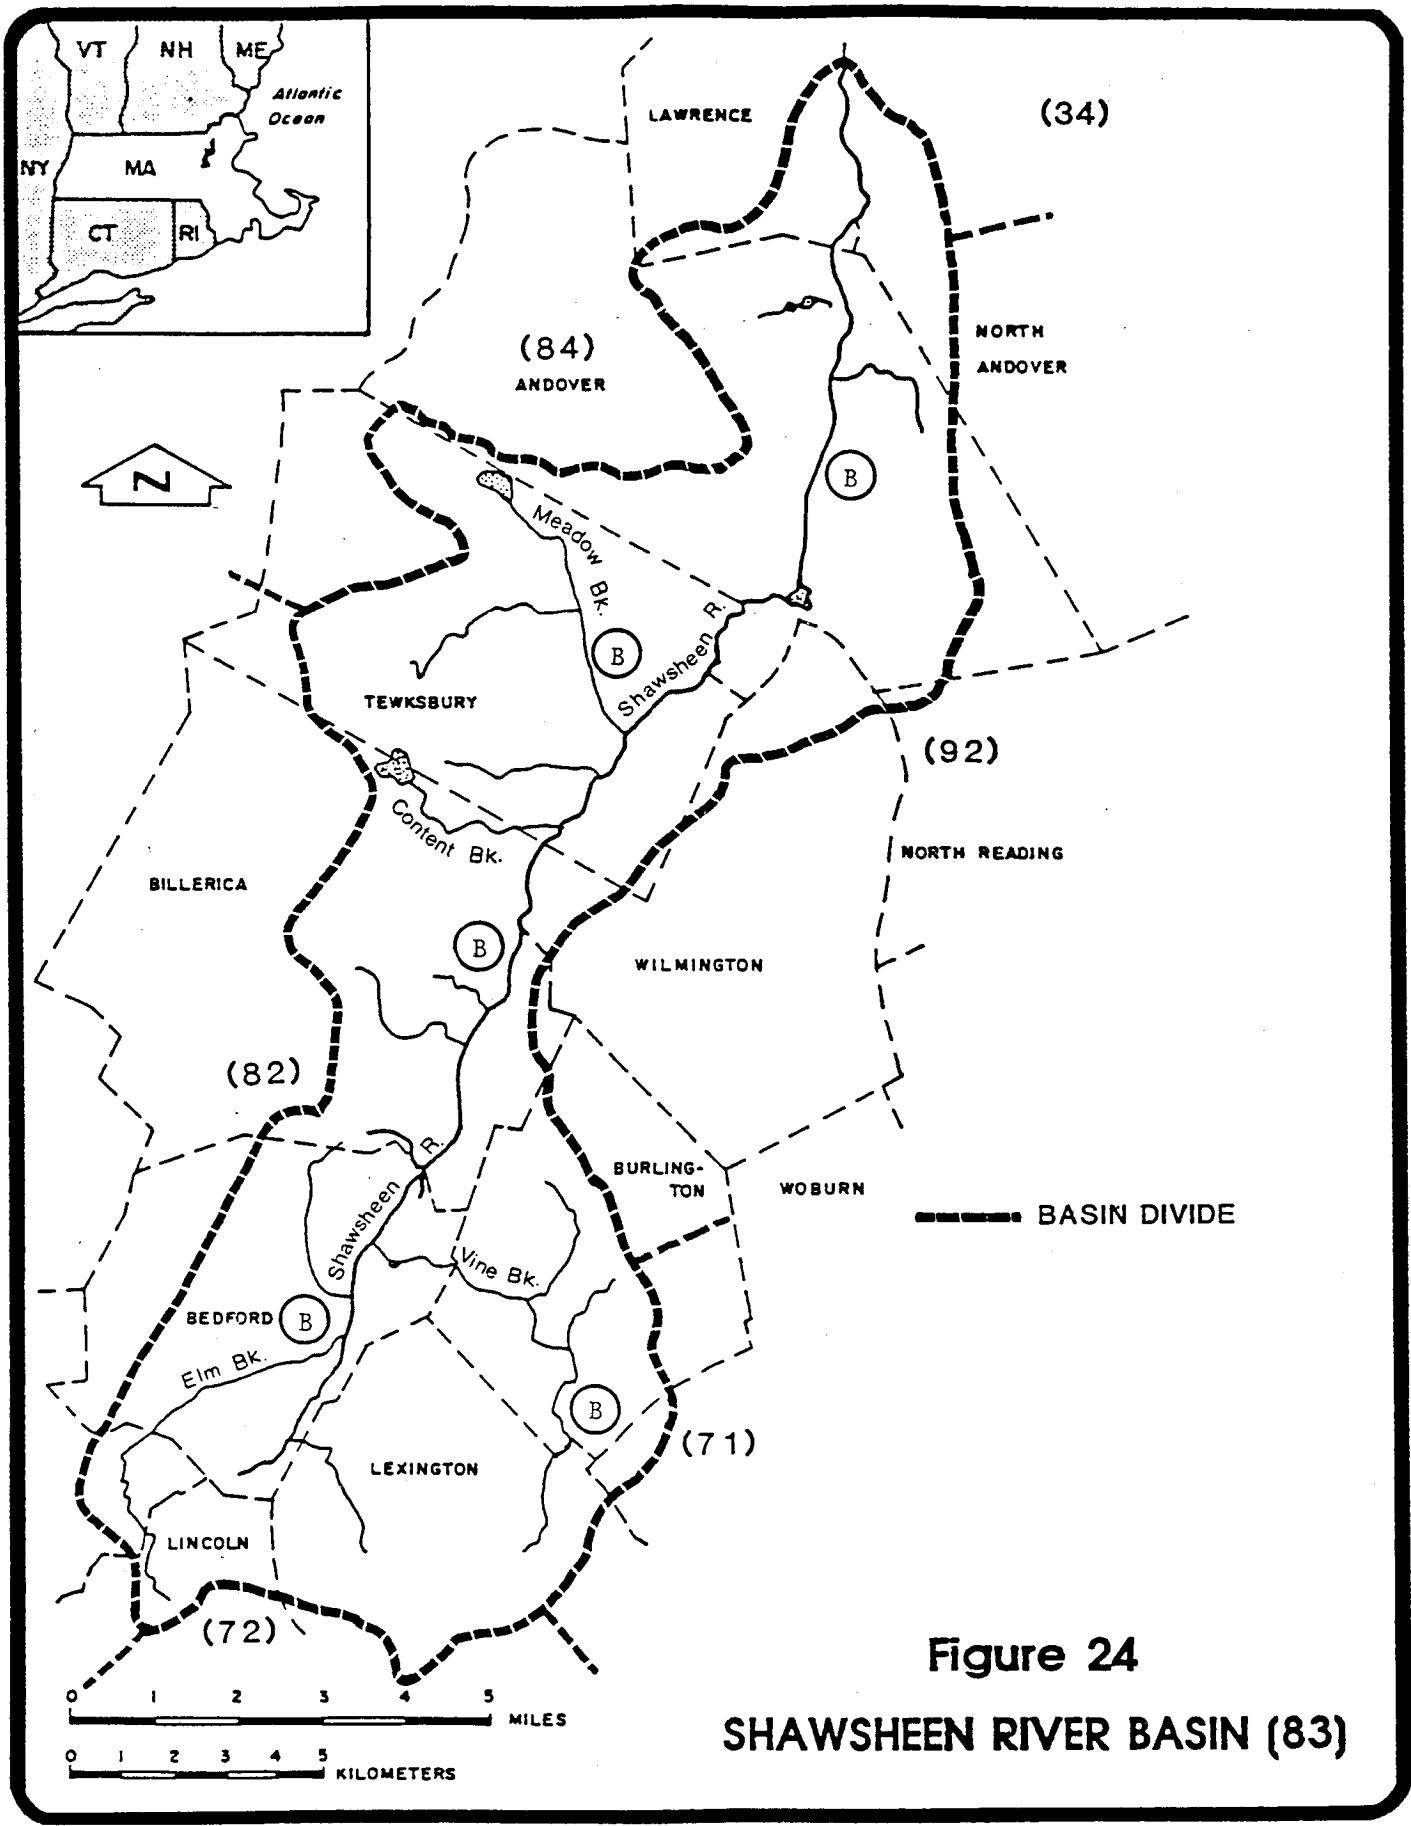 VT
NH
ME
Atlantic
Ocean
NY
MA
CT
RI
LAWRENCE
(34)
NORTH
ANDOVER
(84)
ANDOVER
N
B
Meadow Bk.
B
Shawsheen R.
TEWKSBURY
(92)
Content Bk.
NORTH READING
BILLERICA
B
WILMINGTON
(82)
Shawsheen R.
BURLING-
TON
WOBURN
BASIN DIVIDE
Vine Bk.
BEDFORD
B
Elm Bk.
B
(71)
LEXINGTON
LINCOLN
(72)
0 1 2 3 4 5
MILES
0 1 2 3 4 5
KILOMETERS
Figure 24
SHAWSHEEN RIVER BASIN (83)